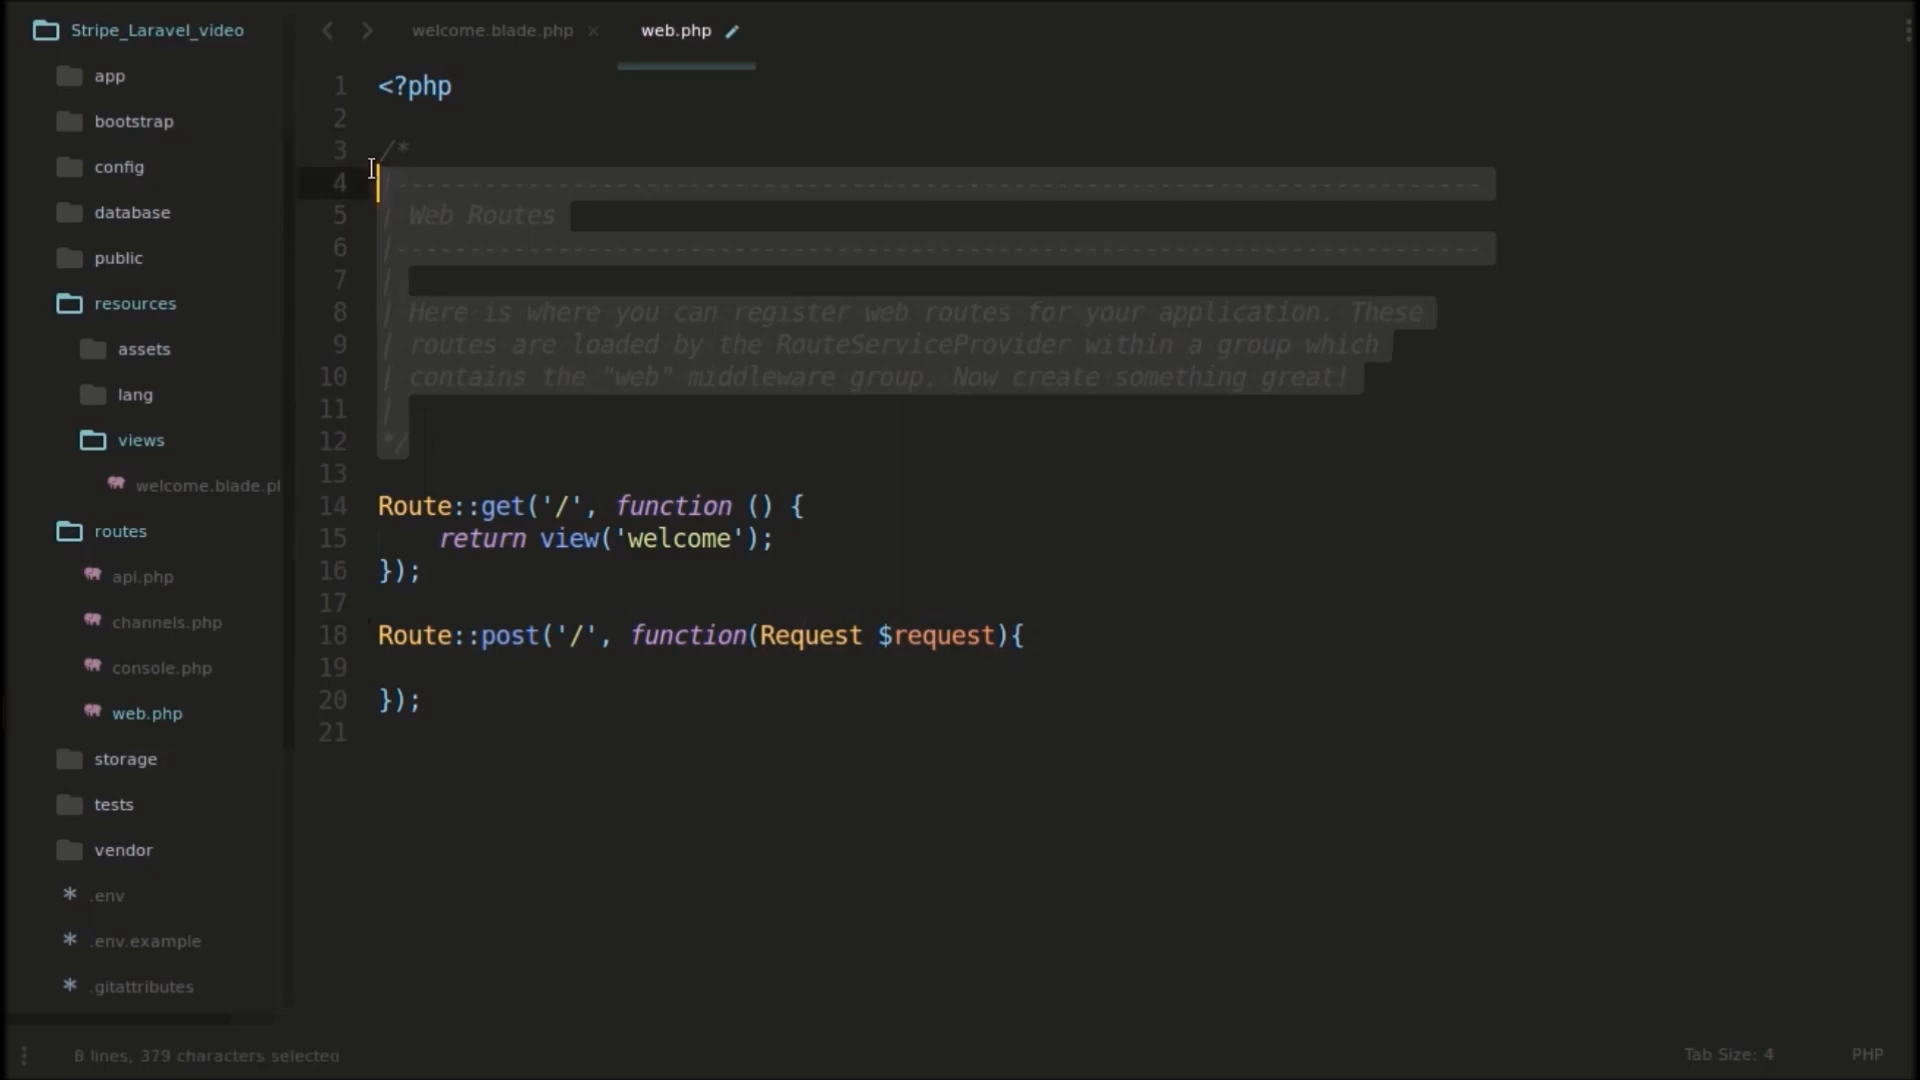 Stripe_Laravel_video
app
bootstrap
config
database
public
resources
assets
lang
views
welcome.blade.pl
routes
api.php
channels.php
console.php
web.php
storage
tests
vendor
* .env
* .env.example
* .gitattributes
welcome.blade.php ×
web.php
1 <?php
2
3 /*
4 |--------------------------------------------------------------------------
5 | Web Routes
6 |--------------------------------------------------------------------------
7 |
8 | Here is where you can register web routes for your application. These
9 | routes are loaded by the RouteServiceProvider within a group which
10 | contains the "web" middleware group. Now create something great!
11 |
12 */
13
14 Route::get('/', function () {
15     return view('welcome');
16 });
17
18 Route::post('/', function(Request $request){
19
20 });
21
8 lines, 379 characters selected
Tab Size: 4
PHP